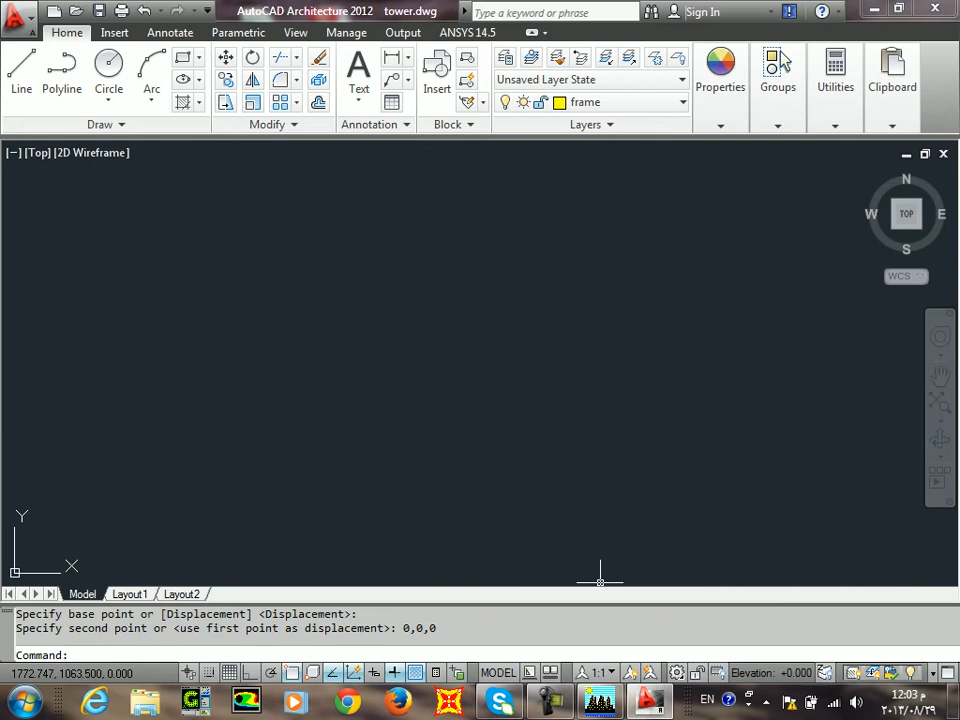 AutoCAD Architecture 2012 tower.dwg
Type a keyword or phrase
Sign In
Home Insert Annotate Parametric View Manage Output ANSYS 14.5
Line Polyline Circle Arc
Text
Insert
Unsaved Layer State
frame
Properties Groups Utilities Clipboard
Draw Modify Annotation Block Layers
[−] [Top] [2D Wireframe]
N
W TOP E
S
WCS
Y
X
Model Layout1 Layout2
Specify base point or [Displacement] <Displacement>:
Specify second point or <use first point as displacement>: 0,0,0
Command:
1772.747, 1063.500, 0.000
MODEL
1:1
Elevation: +0.000
EN
١٢:٠٣ م
٢٠١٣/٠٨/٢٩